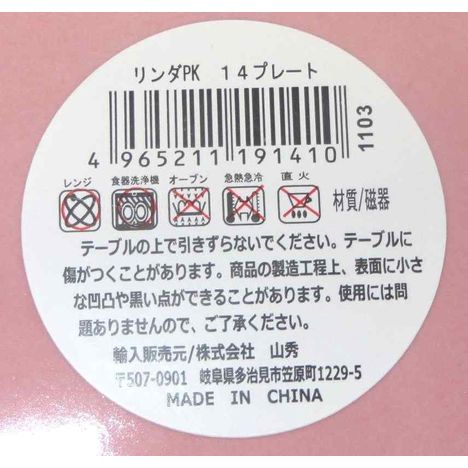 リンダPK １４プレート
4 965211 191410
1103
レンジ 食器洗浄機 オーブン 急熱急冷 直火
材質/磁器
テーブルの上で引きずらないでください。テーブルに
傷がつくことがあります。商品の製造工程上、表面に小さ
な凹凸や黒い点ができることがあります。使用には問
題ありませんので、ご了承ください。
輸入販売元/株式会社 山秀
〒507-0901 岐阜県多治見市笠原町1229-5
MADE IN CHINA